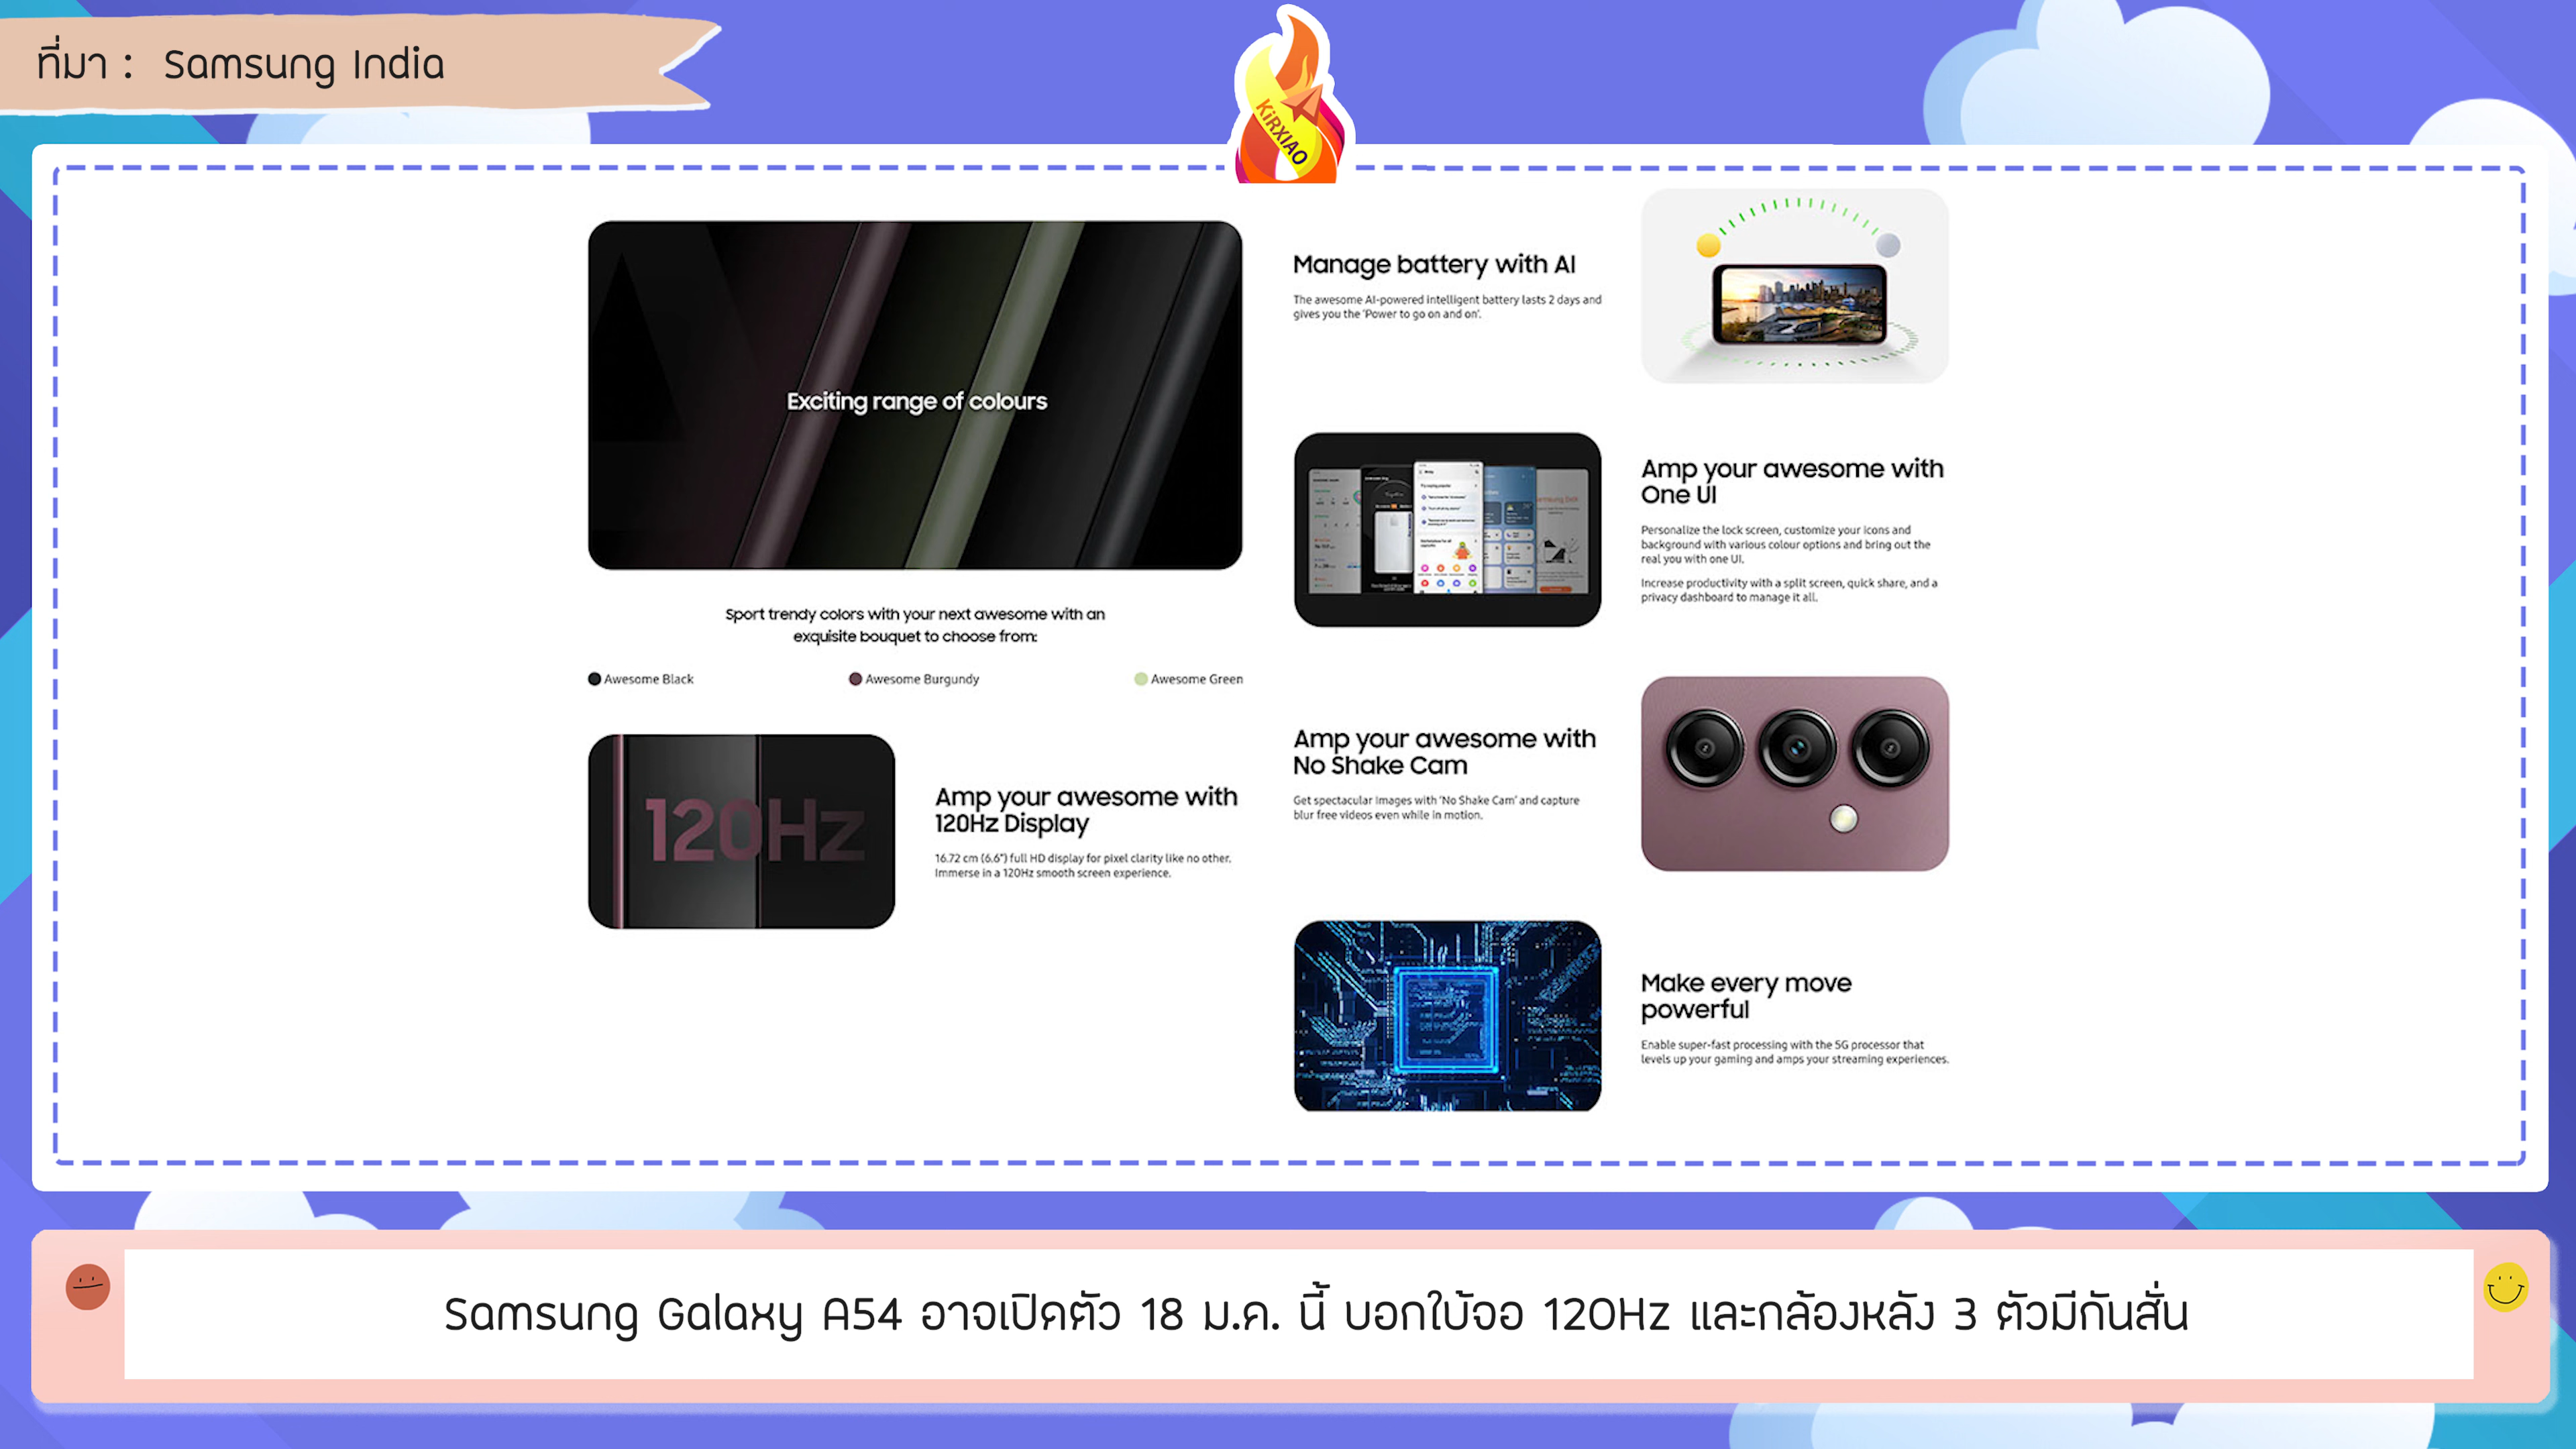 ที่มา : Samsung India
KiRXIAO
Exciting range of colours
Sport trendy colors with your next awesome with an
exquisite bouquet to choose from:
Awesome Black
Awesome Burgundy
Awesome Green
120Hz
Amp your awesome with
120Hz Display
16.72 cm (6.6") full HD display for pixel clarity like no other.
Immerse in a 120Hz smooth screen experience.
Manage battery with AI
The awesome AI-powered intelligent battery lasts 2 days and
gives you the 'Power to go on and on'.
Amp your awesome with
One UI
Personalize the lock screen, customize your icons and
background with various colour options and bring out the
real you with one UI.
Increase productivity with a split screen, quick share, and a
privacy dashboard to manage it all.
Amp your awesome with
No Shake Cam
Get spectacular images with 'No Shake Cam' and capture
blur free videos even while in motion.
Make every move
powerful
Enable super-fast processing with the 5G processor that
levels up your gaming and amps your streaming experiences.
Samsung Galaxy A54 อาจเปิดตัว 18 ม.ค. นี้ บอกใบ้จอ 120Hz และกล้องหลัง 3 ตัวมีกันสั่น